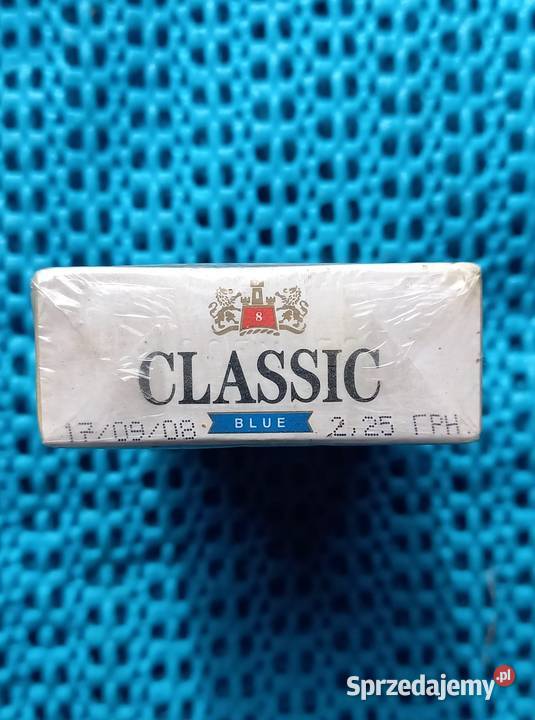 8
CLASSIC
BLUE
17/09/08 2,25 ГРН
Sprzedajemy.pl